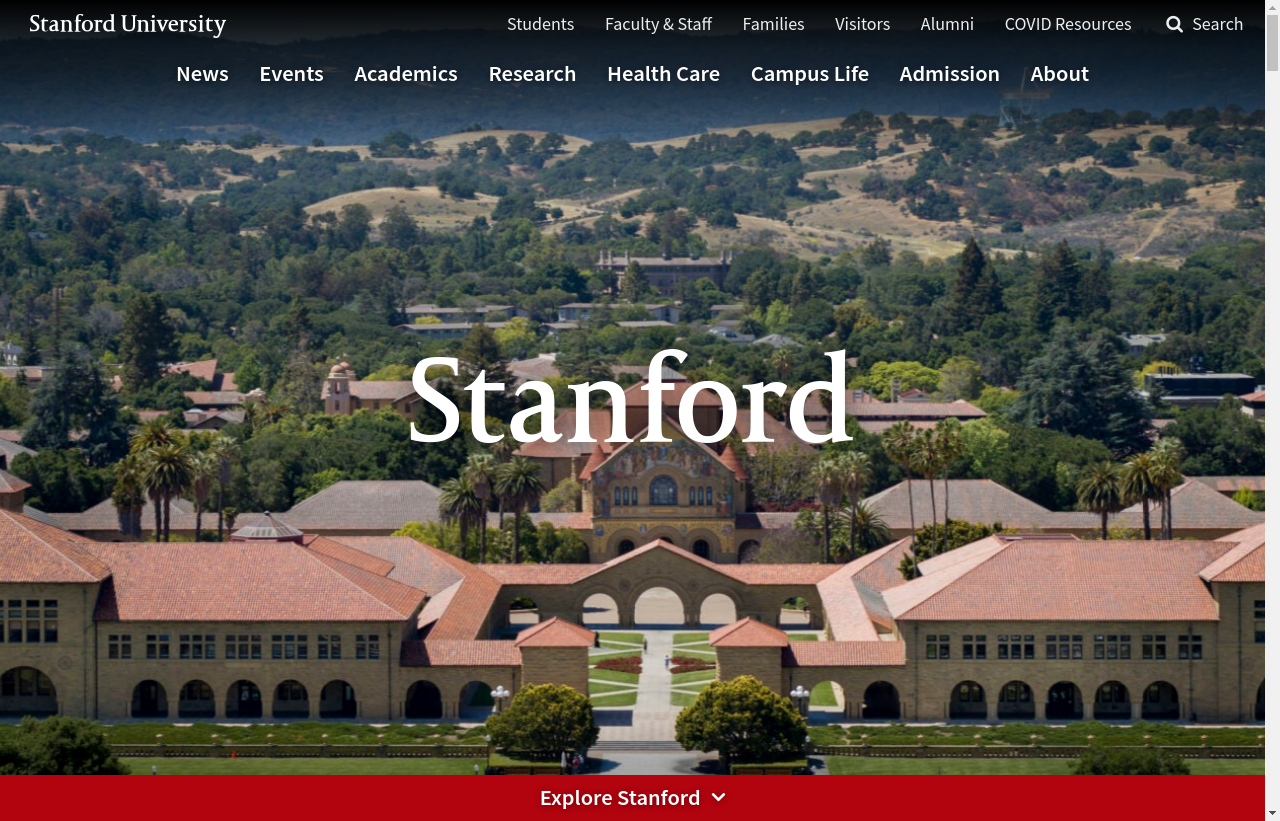 Stanford University
Students Faculty & Staff Families Visitors Alumni COVID Resources Search
News Events Academics Research Health Care Campus Life Admission About
Stanford
Explore Stanford